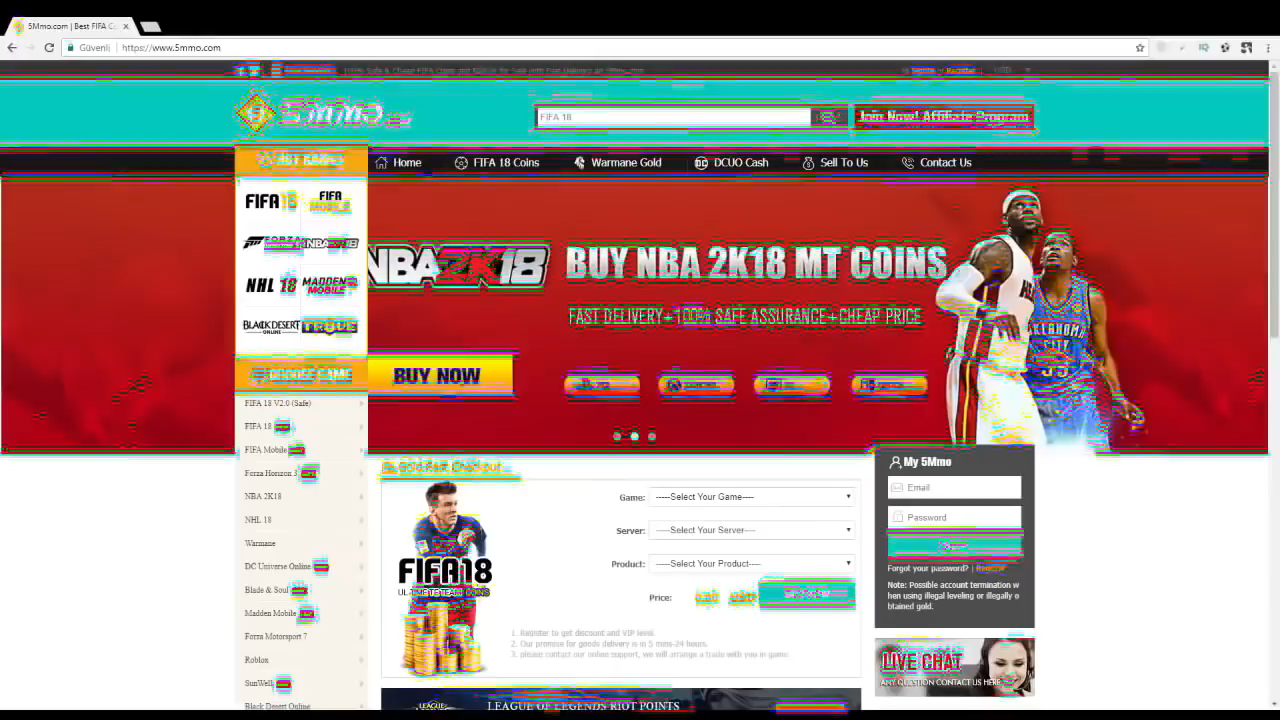 5Mmo.com | Best FIFA C
Güvenli
https://www.5mmo.com
5Mmo
FIFA 18
Join Now! Affiliate Program
Home
FIFA 18 Coins
Warmane Gold
DCUO Cash
Sell To Us
Contact Us
FIFA 18
FIFA MOBILE
FORZA
NBA2K18
NHL 18
MADDEN MOBILE
BLACK DESERT ONLINE
TROVE
NBA 2K18
BUY NBA 2K18 MT COINS
FAST DELIVERY+100% SAFE ASSURANCE+CHEAP PRICE
BUY NOW
FIFA 18 V2.0 (Safe)
FIFA 18
FIFA Mobile
Forza Horizon 3
NBA 2K18
NHL 18
Warmane
DC Universe Online
Blade & Soul
Madden Mobile
Forza Motorsport 7
Roblox
SunWell
Black Desert Online
FIFA18
ULTIMATE TEAM COINS
Game:
-----Select Your Game----
Server:
-----Select Your Server----
Product:
-----Select Your Product----
Price:
1. Register to get discount and VIP level.
2. Our promise for goods delivery is in 5 mins-24 hours.
3. please contact our online support, we will arrange a trade with you in game.
LEAGUE OF LEGENDS RIOT POINTS
My 5Mmo
Email
Password
Forgot your password? |
Note: Possible account termination w
hen using illegal leveling or illegally o
btained gold.
LIVE CHAT
ANY QUESTION CONTACT US HERE